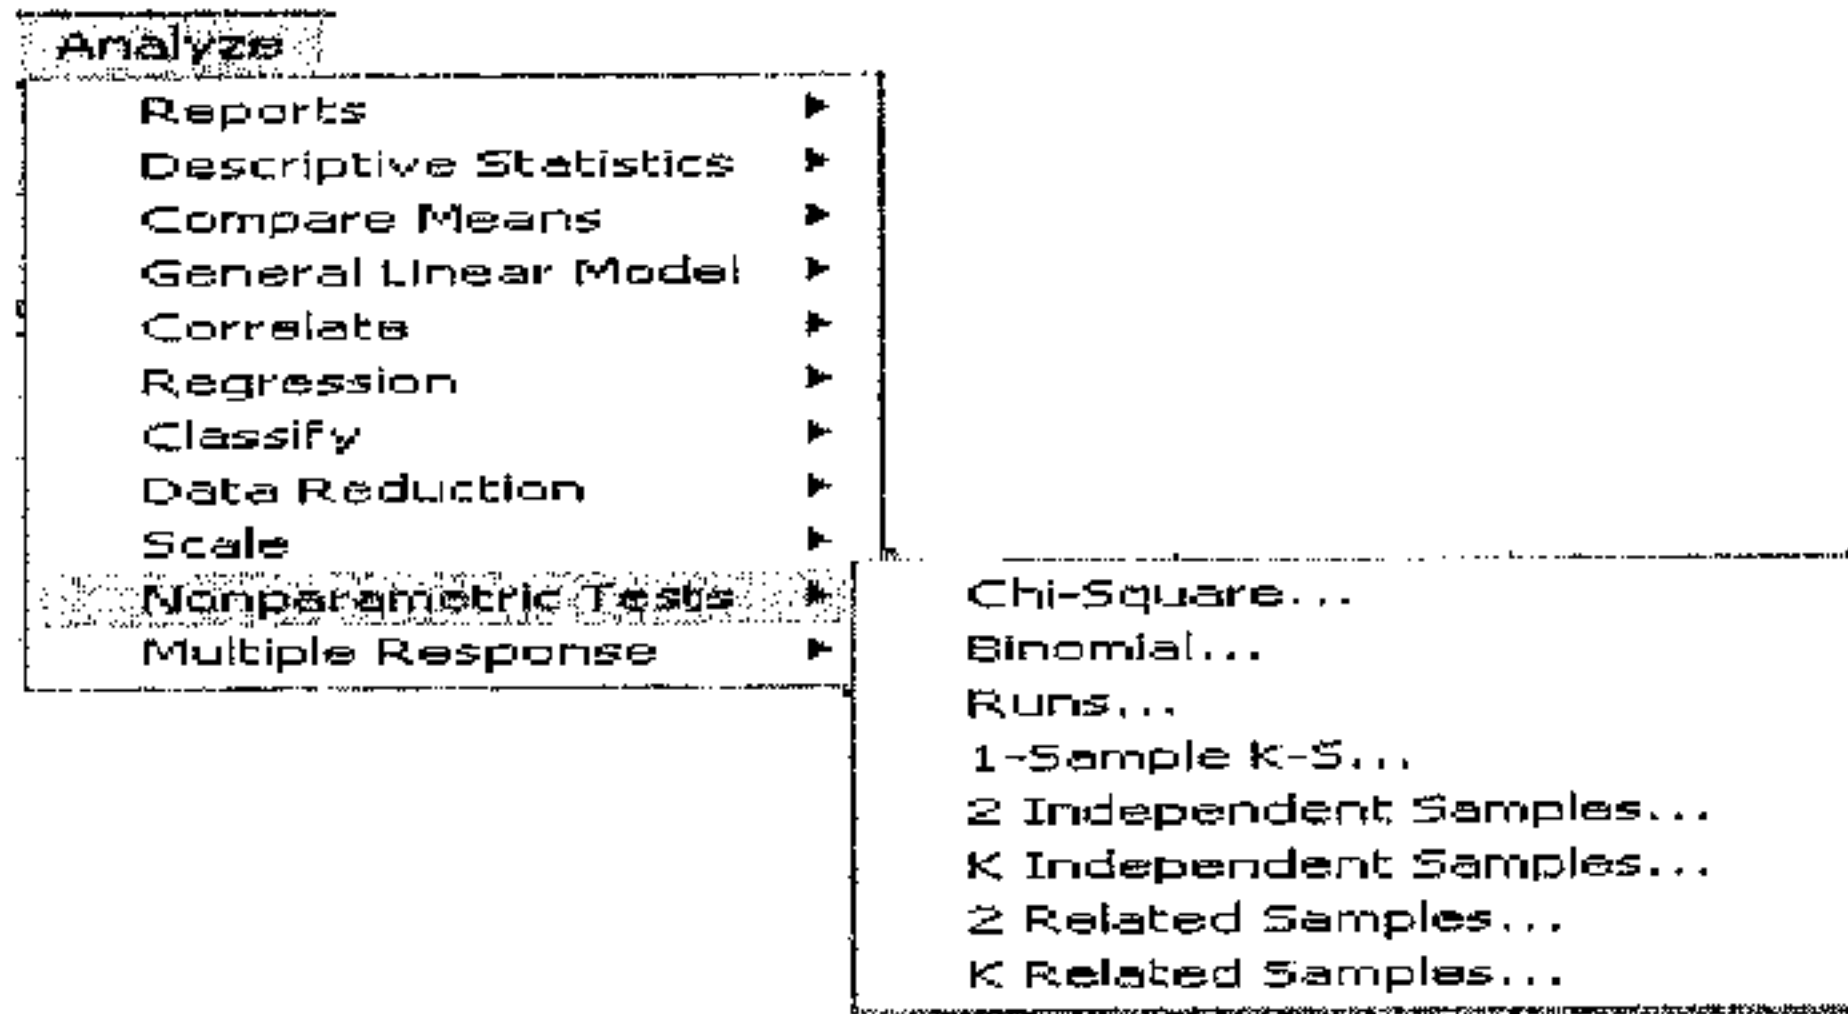 Analyze
Reports
Descriptive Statistics
Compare Means
General Linear Model
Correlate
Regression
Classify
Data Reduction
Scale
Nonparametric Tests
Multiple Response
Chi-Square...
Binomial...
Runs...
1-Sample K-S...
2 Independent Samples...
K Independent Samples...
2 Related Samples...
K Related Samples...